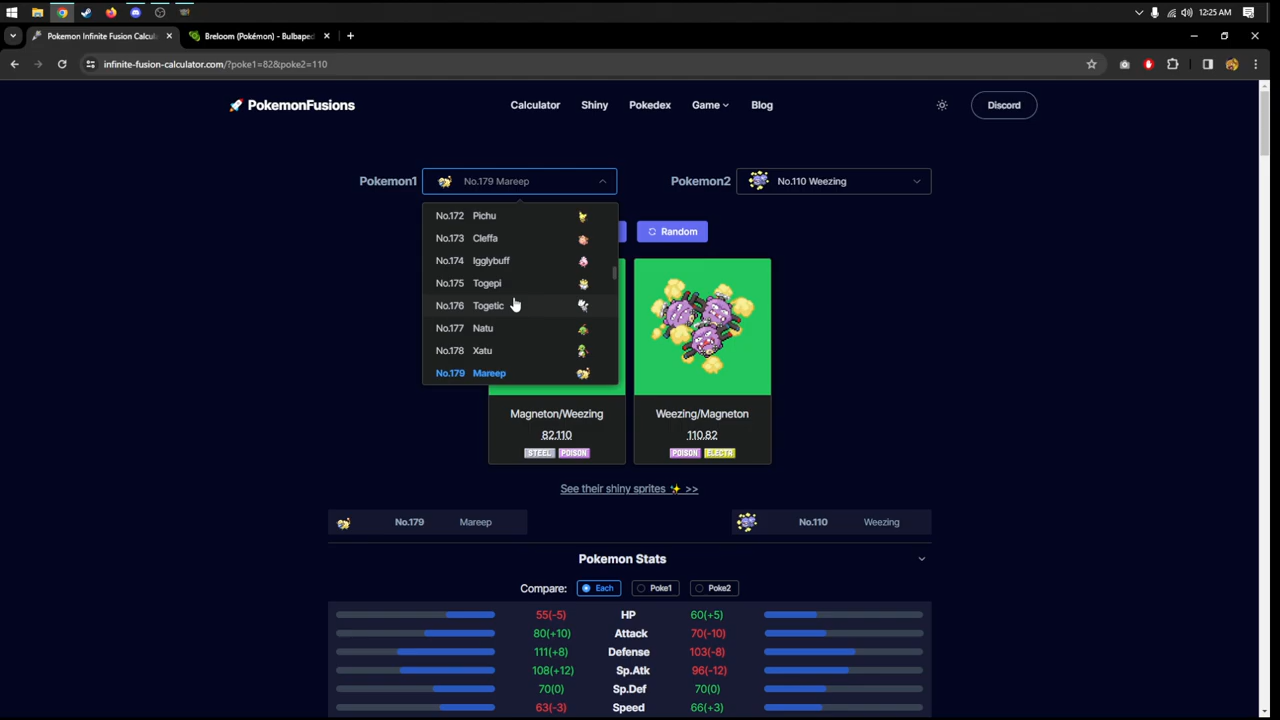 12:25 AM
Pokemon Infinite Fusion Calcula
Breloom (Pokémon) - Bulbaped
infinite-fusion-calculator.com/?poke1=82&poke2=110
PokemonFusions
Calculator Shiny Pokedex Game Blog
Discord
Pokemon1 No.179 Mareep
Pokemon2 No.110 Weezing
No.172 Pichu
No.173 Cleffa
No.174 Igglybuff
No.175 Togepi
No.176 Togetic
No.177 Natu
No.178 Xatu
No.179 Mareep
Random
Magneton/Weezing
82.110
STEEL POISON
Weezing/Magneton
110.82
POISON ELECTR
See their shiny sprites ✨ >>
No.179 Mareep
No.110 Weezing
Pokemon Stats
Compare: Each Poke1 Poke2
55(-5) HP 60(+5)
80(+10) Attack 70(-10)
111(+8) Defense 103(-8)
108(+12) Sp.Atk 96(-12)
70(0) Sp.Def 70(0)
63(-3) Speed 66(+3)